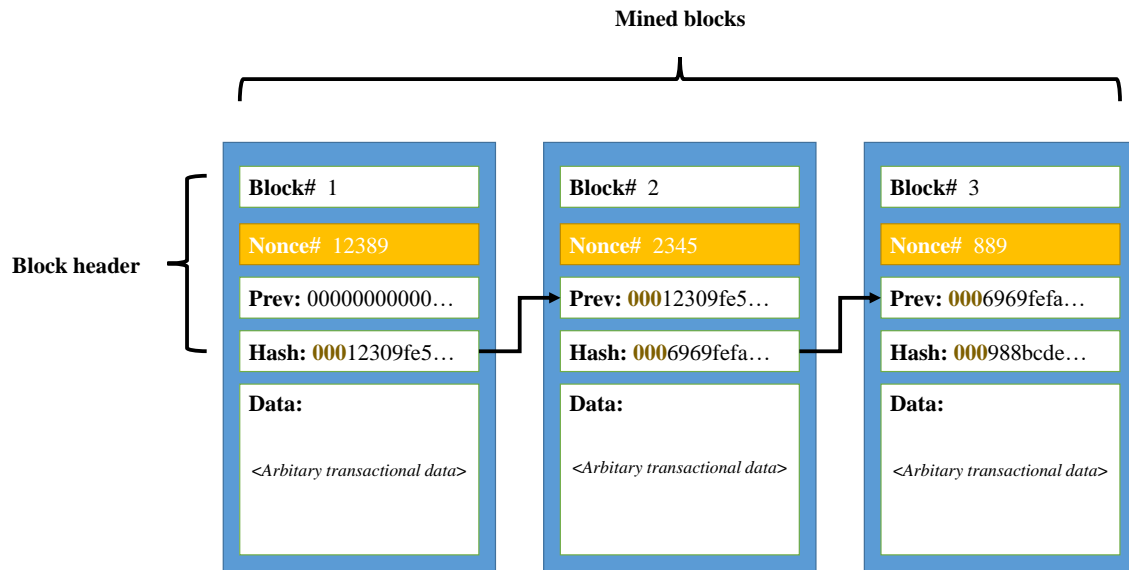 Mined blocks
Block header
Block# 1
Nonce# 12389
Prev: 00000000000…
Hash: 00012309fe5…
Data:
<Arbitary transactional data>
Block# 2
Nonce# 2345
Prev: 00012309fe5…
Hash: 0006969fefa…
Data:
<Arbitary transactional data>
Block# 3
Nonce# 889
Prev: 0006969fefa…
Hash: 000988bcde…
Data:
<Arbitary transactional data>